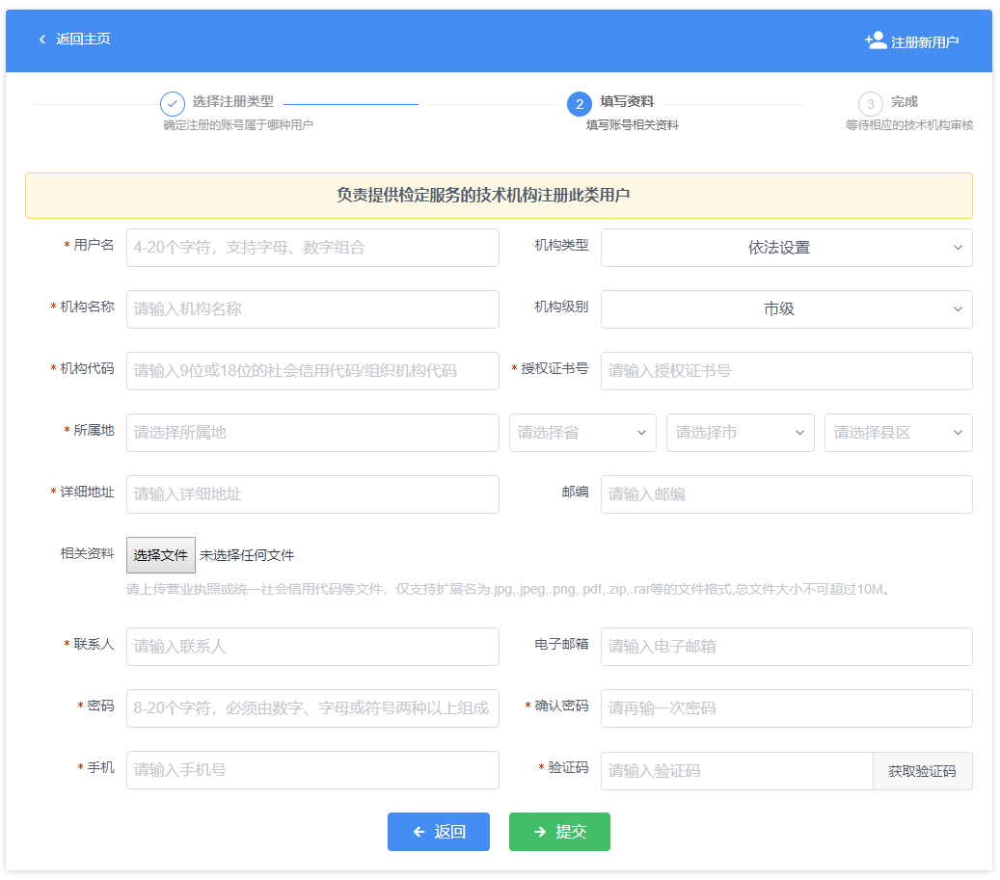 返回主页
注册新用户
选择注册类型
确定注册的账号属于哪种用户
2 填写资料
填写账号相关资料
3 完成
等待相应的技术机构审核
负责提供检定服务的技术机构注册此类用户
* 用户名 4-20个字符，支持字母、数字组合 机构类型 依法设置
* 机构名称 请输入机构名称 机构级别 市级
* 机构代码 请输入9位或18位的社会信用代码/组织机构代码 * 授权证书号 请输入授权证书号
* 所属地 请选择所属地 请选择省 请选择市 请选择县区
* 详细地址 请输入详细地址 邮编 请输入邮编
相关资料 选择文件 未选择任何文件
请上传营业执照或统一社会信用代码等文件，仅支持扩展名为.jpg,.jpeg,.png,.pdf,.zip,.rar等的文件格式,总文件大小不可超过10M。
* 联系人 请输入联系人 电子邮箱 请输入电子邮箱
* 密码 8-20个字符，必须由数字、字母或符号两种以上组成 * 确认密码 请再输一次密码
* 手机 请输入手机号 * 验证码 请输入验证码 获取验证码
返回 提交